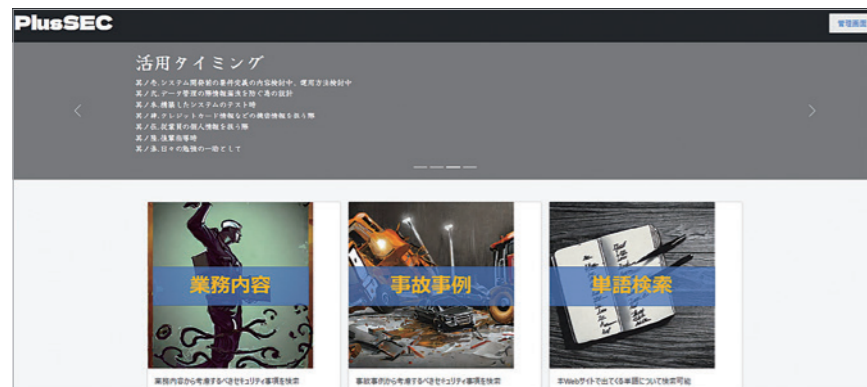 PlusSEC
管理画面
活用タイミング
其ノ壱.システム開発前の要件定義の内容検討中、運用方法検討中
其ノ弐.データ管理の際情報漏洩を防ぐ為の設計
其ノ参.構築したシステムのテスト時
其ノ肆.クレジットカード情報などの機密情報を扱う際
其ノ伍.従業員の個人情報を扱う際
其ノ陸.後輩指導時
其ノ漆.日々の勉強の一助として
業務内容
事故事例
単語検索
業務内容から考慮するべきセキュリティ事項を検索
事故事例から考慮するべきセキュリティ事項を検索
本Webサイトで出てくる単語について検索可能